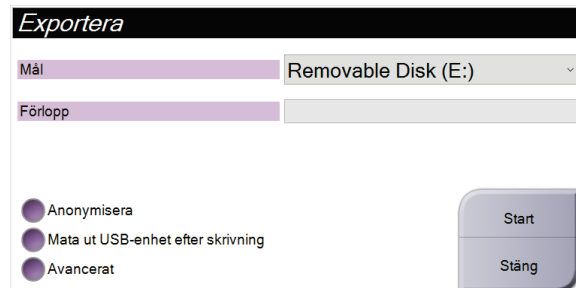 Exportera
Mål
Removable Disk (E:)
Förlopp
Anonymisera
Mata ut USB-enhet efter skrivning
Avancerat
Start
Stäng